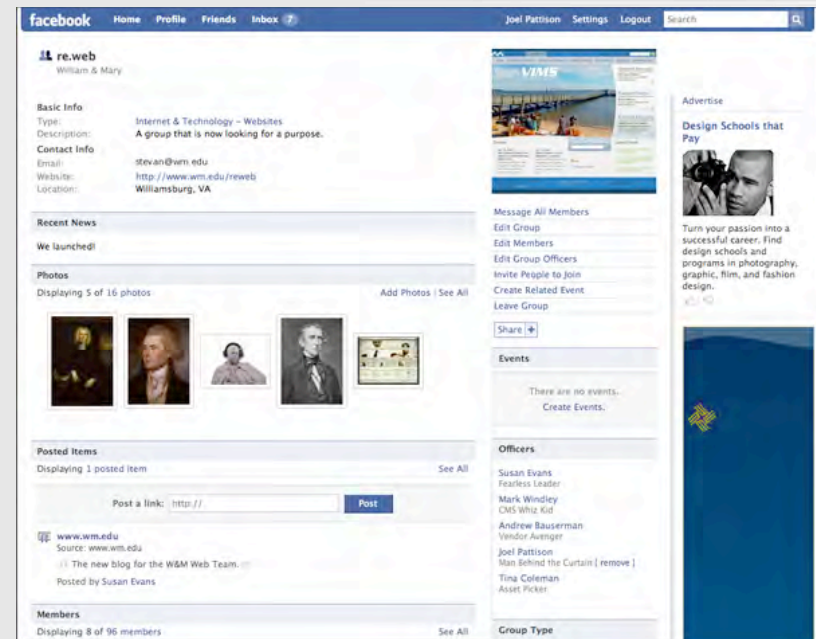 facebook Home Profile Friends Inbox 7 Joel Pattison Settings Logout Search
re.web
William & Mary
Basic Info
Type: Internet & Technology - Websites
Description: A group that is now looking for a purpose.
Contact Info
Email: stevan@wm.edu
Website: http://www.wm.edu/reweb
Location: Williamsburg, VA
Recent News
We launched!
Photos
Displaying 5 of 16 photos Add Photos | See All
Posted Items
Displaying 1 posted item See All
Post a link: http:// Post
www.wm.edu
Source: www.wm.edu
The new blog for the W&M Web Team.
Posted by Susan Evans
Members
Displaying 8 of 96 members See All
VIMS
Message All Members
Edit Group
Edit Members
Edit Group Officers
Invite People to Join
Create Related Event
Leave Group
Share +
Events
There are no events.
Create Events.
Officers
Susan Evans
Fearless Leader
Mark Windley
CMS Whiz Kid
Andrew Bauserman
Vendor Avenger
Joel Pattison
Man Behind the Curtain [ remove ]
Tina Coleman
Asset Picker
Group Type
Advertise
Design Schools that
Pay
Turn your passion into a
successful career. Find
design schools and
programs in photography,
graphic, film, and fashion
design.